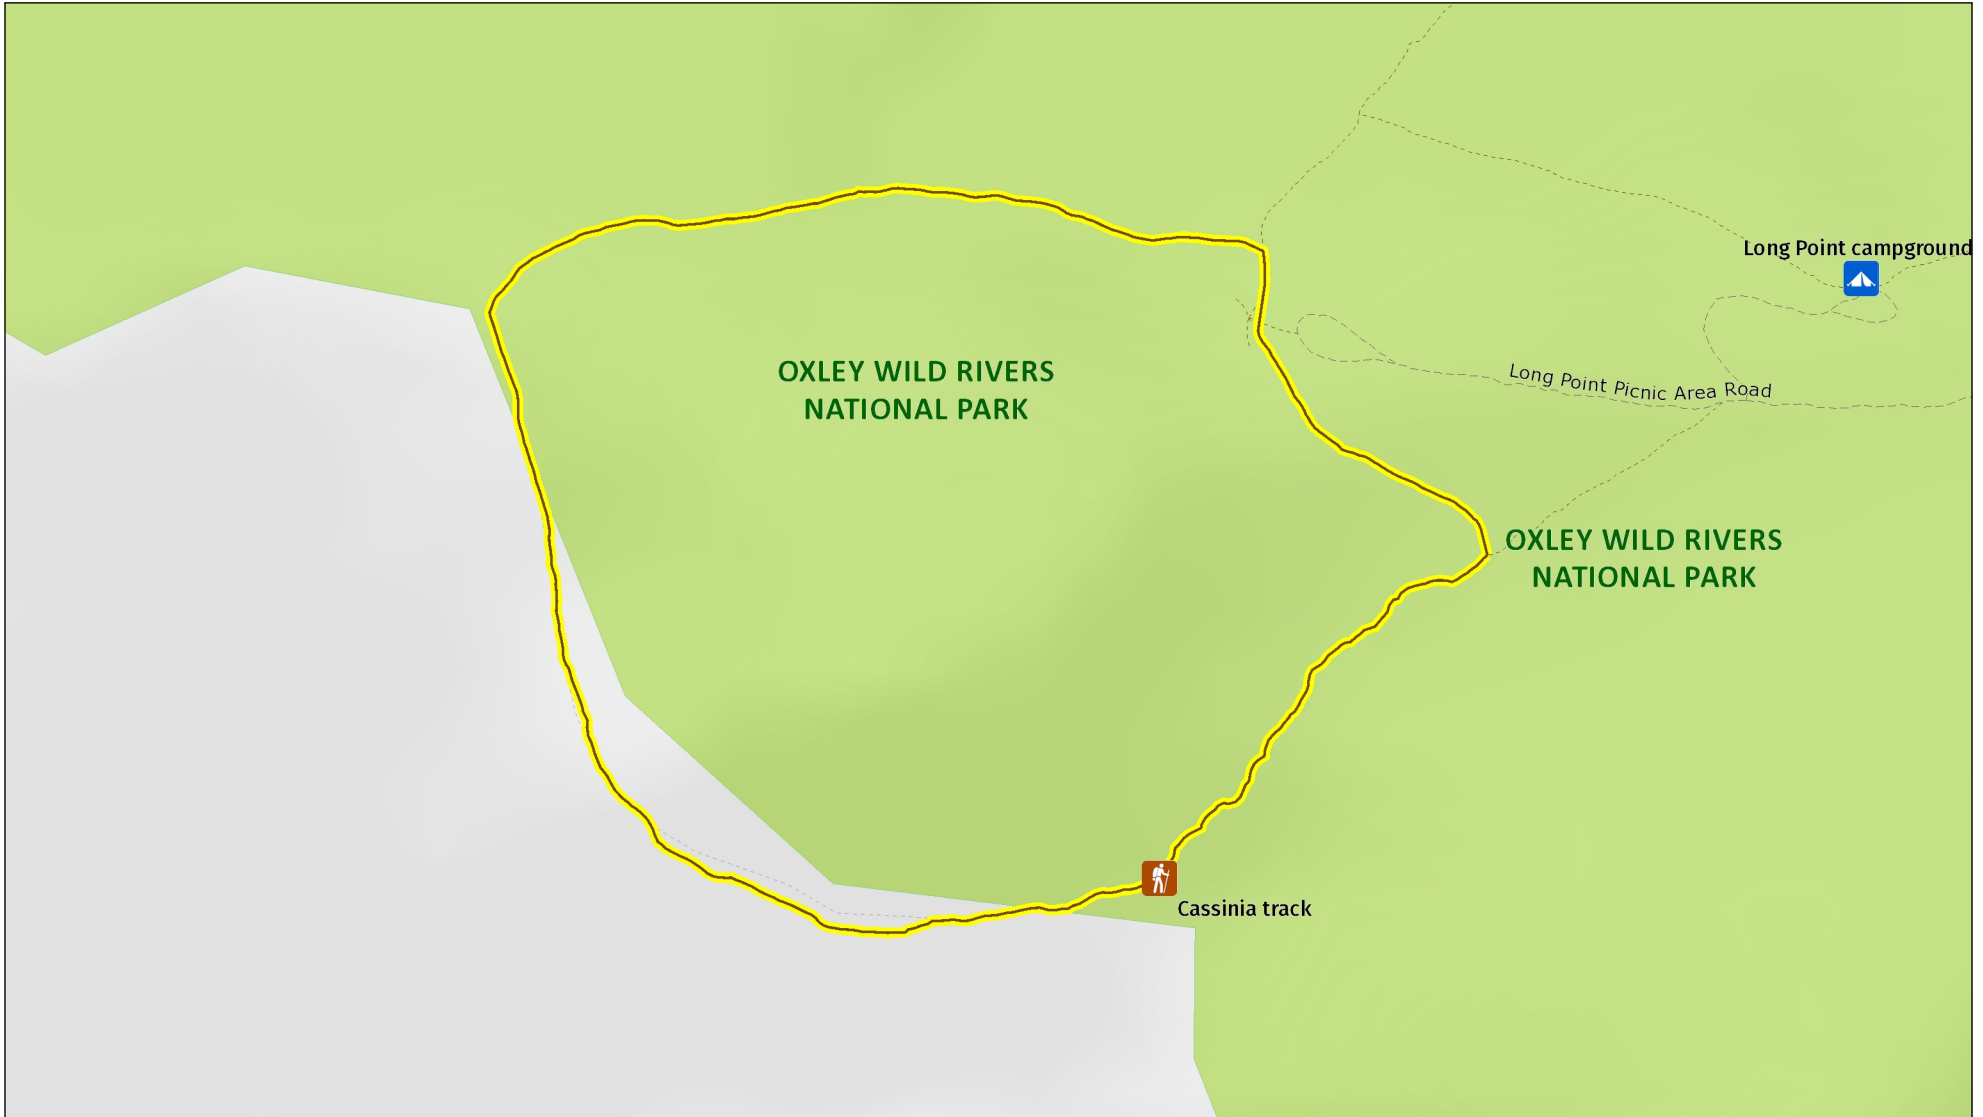 Long Point campground
OXLEY WILD RIVERS
NATIONAL PARK
Long Point Picnic Area Road
OXLEY WILD RIVERS
NATIONAL PARK
Cassinia track